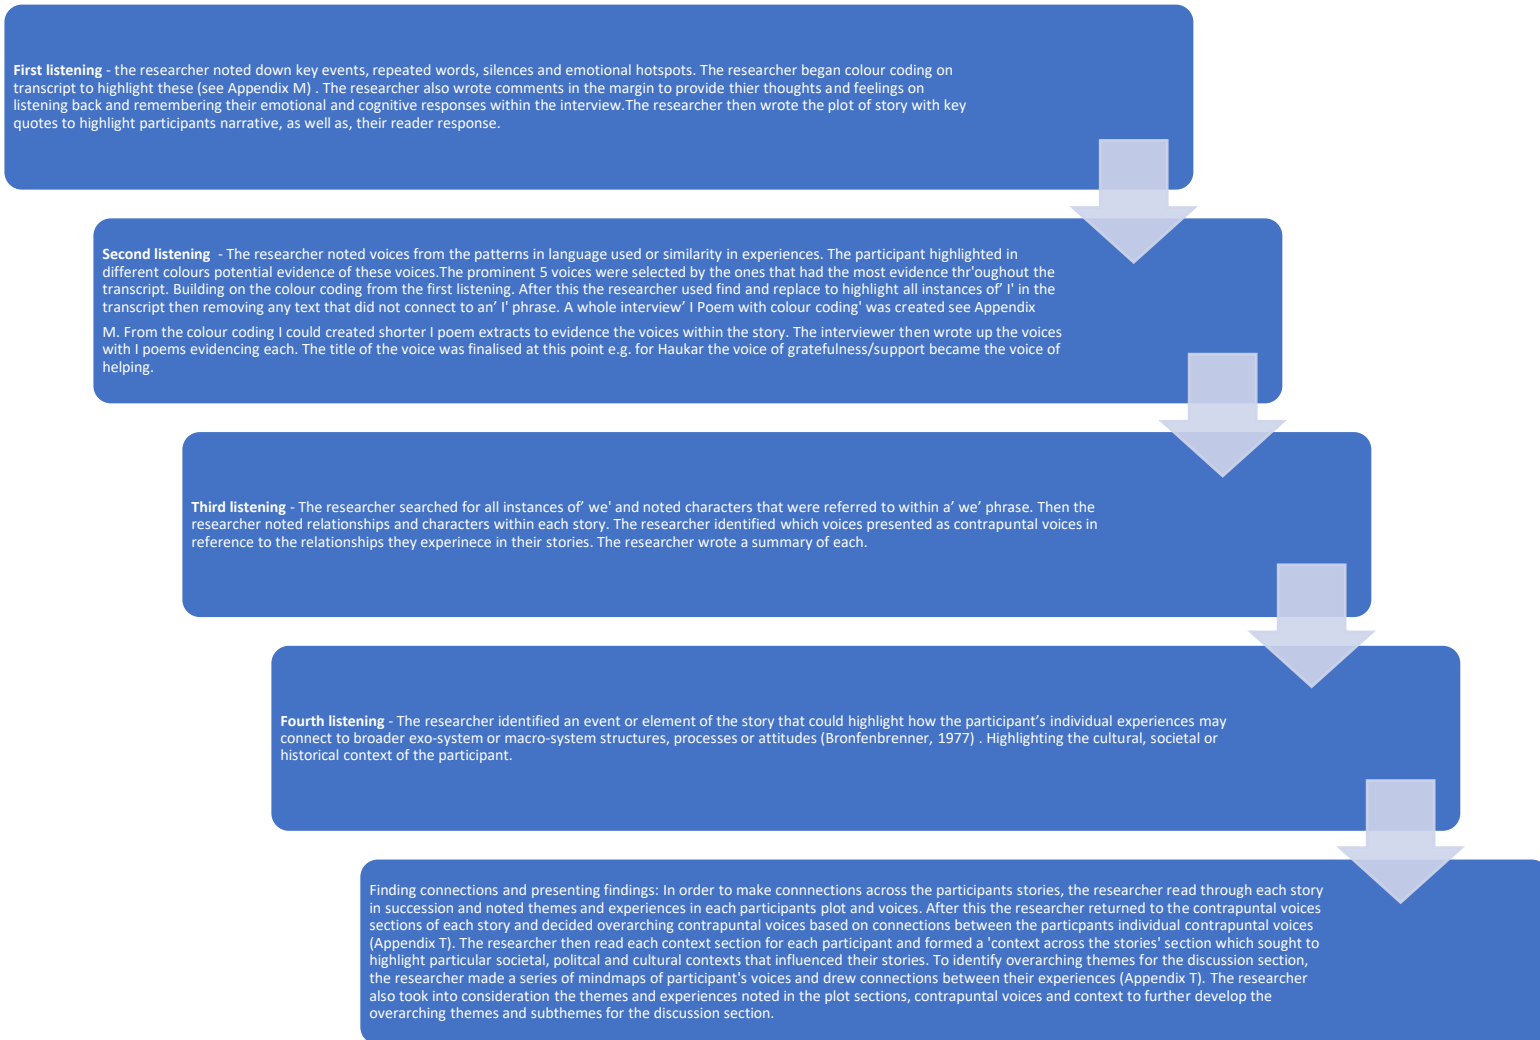 First listening - the researcher noted down key events, repeated words, silences and emotional hotspots. The researcher began colour coding on
transcript to highlight these (see Appendix M) . The researcher also wrote comments in the margin to provide thier thoughts and feelings on
listening back and remembering their emotional and cognitive responses within the interview.The researcher then wrote the plot of story with key
quotes to highlight participants narrative, as well as, their reader response.
Second listening - The researcher noted voices from the patterns in language used or similarity in experiences. The participant highlighted in
different colours potential evidence of these voices.The prominent 5 voices were selected by the ones that had the most evidence thr'oughout the
transcript. Building on the colour coding from the first listening. After this the researcher used find and replace to highlight all instances of’ I' in the
transcript then removing any text that did not connect to an’ I' phrase. A whole interview’ I Poem with colour coding' was created see Appendix
M. From the colour coding I could created shorter I poem extracts to evidence the voices within the story. The interviewer then wrote up the voices
with I poems evidencing each. The title of the voice was finalised at this point e.g. for Haukar the voice of gratefulness/support became the voice of
helping.
Third listening - The researcher searched for all instances of’ we' and noted characters that were referred to within a’ we’ phrase. Then the
researcher noted relationships and characters within each story. The researcher identified which voices presented as contrapuntal voices in
reference to the relationships they experinece in their stories. The researcher wrote a summary of each.
Fourth listening - The researcher identified an event or element of the story that could highlight how the participant’s individual experiences may
connect to broader exo-system or macro-system structures, processes or attitudes (Bronfenbrenner, 1977) . Highlighting the cultural, societal or
historical context of the participant.
Finding connections and presenting findings: In order to make connnections across the participants stories, the researcher read through each story
in succession and noted themes and experiences in each participants plot and voices. After this the researcher returned to the contrapuntal voices
sections of each story and decided overarching contrapuntal voices based on connections between the particpants individual contrapuntal voices
(Appendix T). The researcher then read each context section for each participant and formed a 'context across the stories' section which sought to
highlight particular societal, politcal and cultural contexts that influenced their stories. To identify overarching themes for the discussion section,
the researcher made a series of mindmaps of participant's voices and drew connections between their experiences (Appendix T). The researcher
also took into consideration the themes and experiences noted in the plot sections, contrapuntal voices and context to further develop the
overarching themes and subthemes for the discussion section.